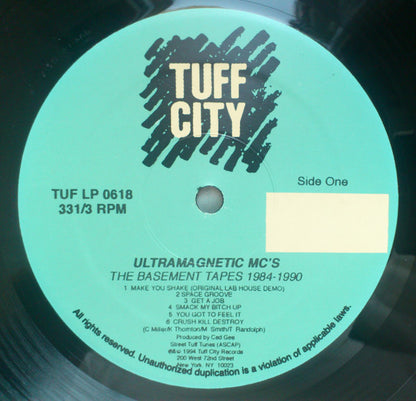 TUFF
CITY
Side One
TUF LP 0618
331/3 RPM
ULTRAMAGNETIC MC'S
THE BASEMENT TAPES 1984-1990
1 MAKE YOU SHAKE (ORIGINAL LAB HOUSE DEMO)
2 SPACE GROOVE
3 GET A JOB
4 SMACK MY BITCH UP
5 YOU GOT TO FEEL IT
6 CRUSH KILL DESTROY
(C Miller/K Thornton/M Smith/T Randolph)
Produced by Ced Gee
Street Tuff Tunes (ASCAP)
℗© 1994 Tuff City Records
200 West 72nd Street
New York, NY 10023
All rights reserved. Unauthorized duplication is a violation of applicable laws.